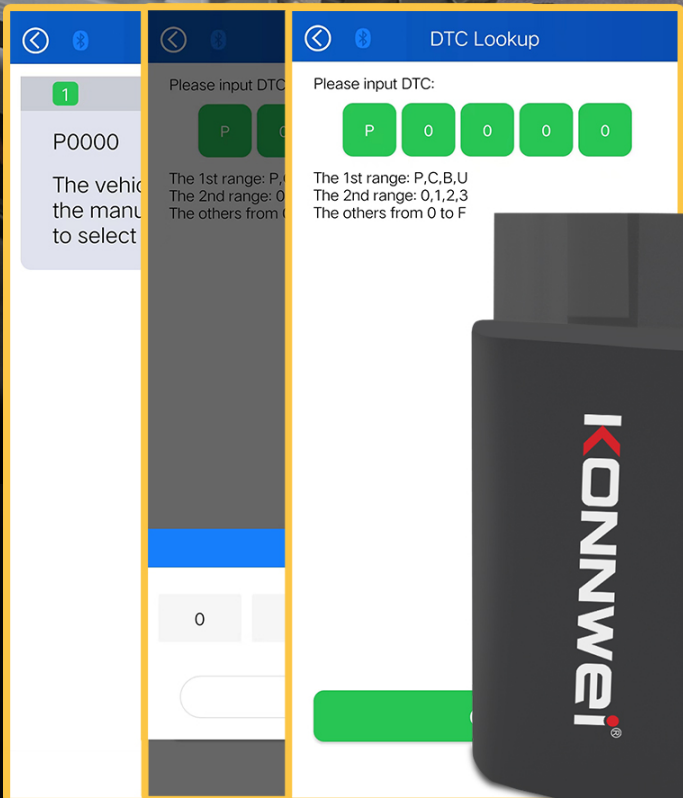 1
P0000
The vehic
the manu
to select
Please input DTC
P
The 1st range: P,
The 2nd range: 0
The others from
0
DTC Lookup
Please input DTC:
P 0 0 0 0
The 1st range: P,C,B,U
The 2nd range: 0,1,2,3
The others from 0 to F
KONNWEI®